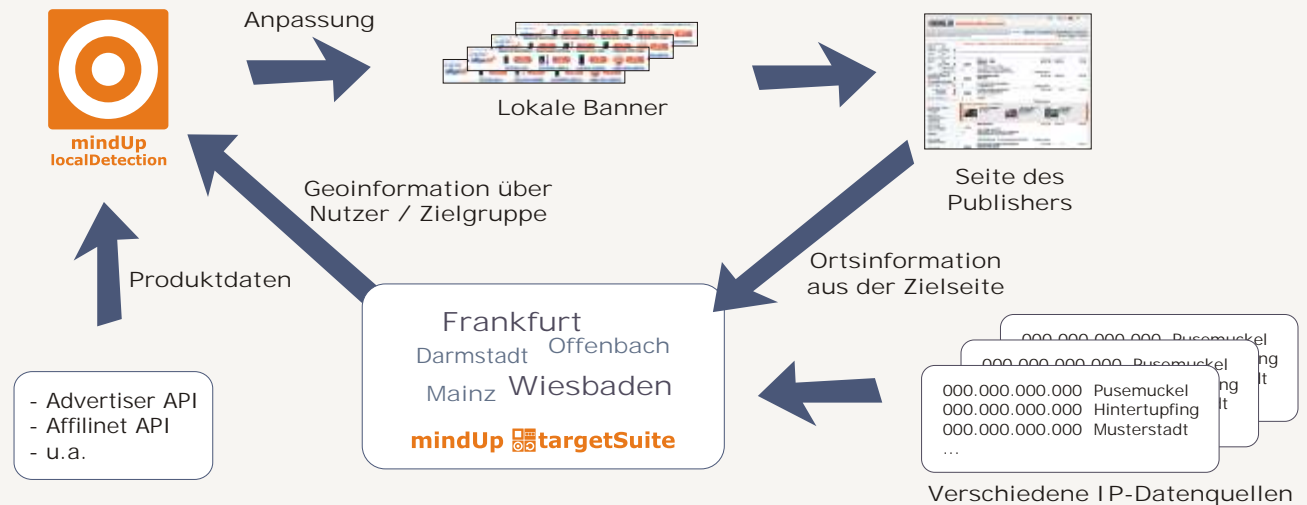 Anpassung
mindUp
localDetection
Lokale Banner
Seite des
Publishers
Geoinformation über
Nutzer / Zielgruppe
Produktdaten
Ortsinformation
aus der Zielseite
- Advertiser API
- Affilinet API
- u.a.
Frankfurt
Darmstadt Offenbach
Mainz Wiesbaden
mindUp targetSuite
000.000.000.000 Pusemuckel
000.000.000.000 Pusemuckel
000.000.000.000 Pusemuckel
000.000.000.000 Hintertupfing
000.000.000.000 Musterstadt
...
Verschiedene IP-Datenquellen